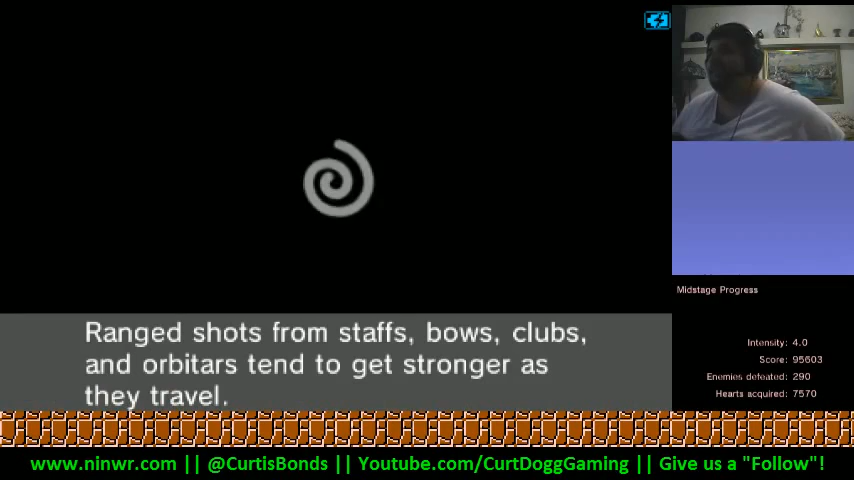 Midstage Progress
Intensity: 4.0
Score: 95603
Enemies defeated: 290
Hearts acquired: 7570
Ranged shots from staffs, bows, clubs,
and orbitars tend to get stronger as
they travel.
www.ninwr.com || @CurtisBonds || Youtube.com/CurtDoggGaming || Give us a "Follow"!